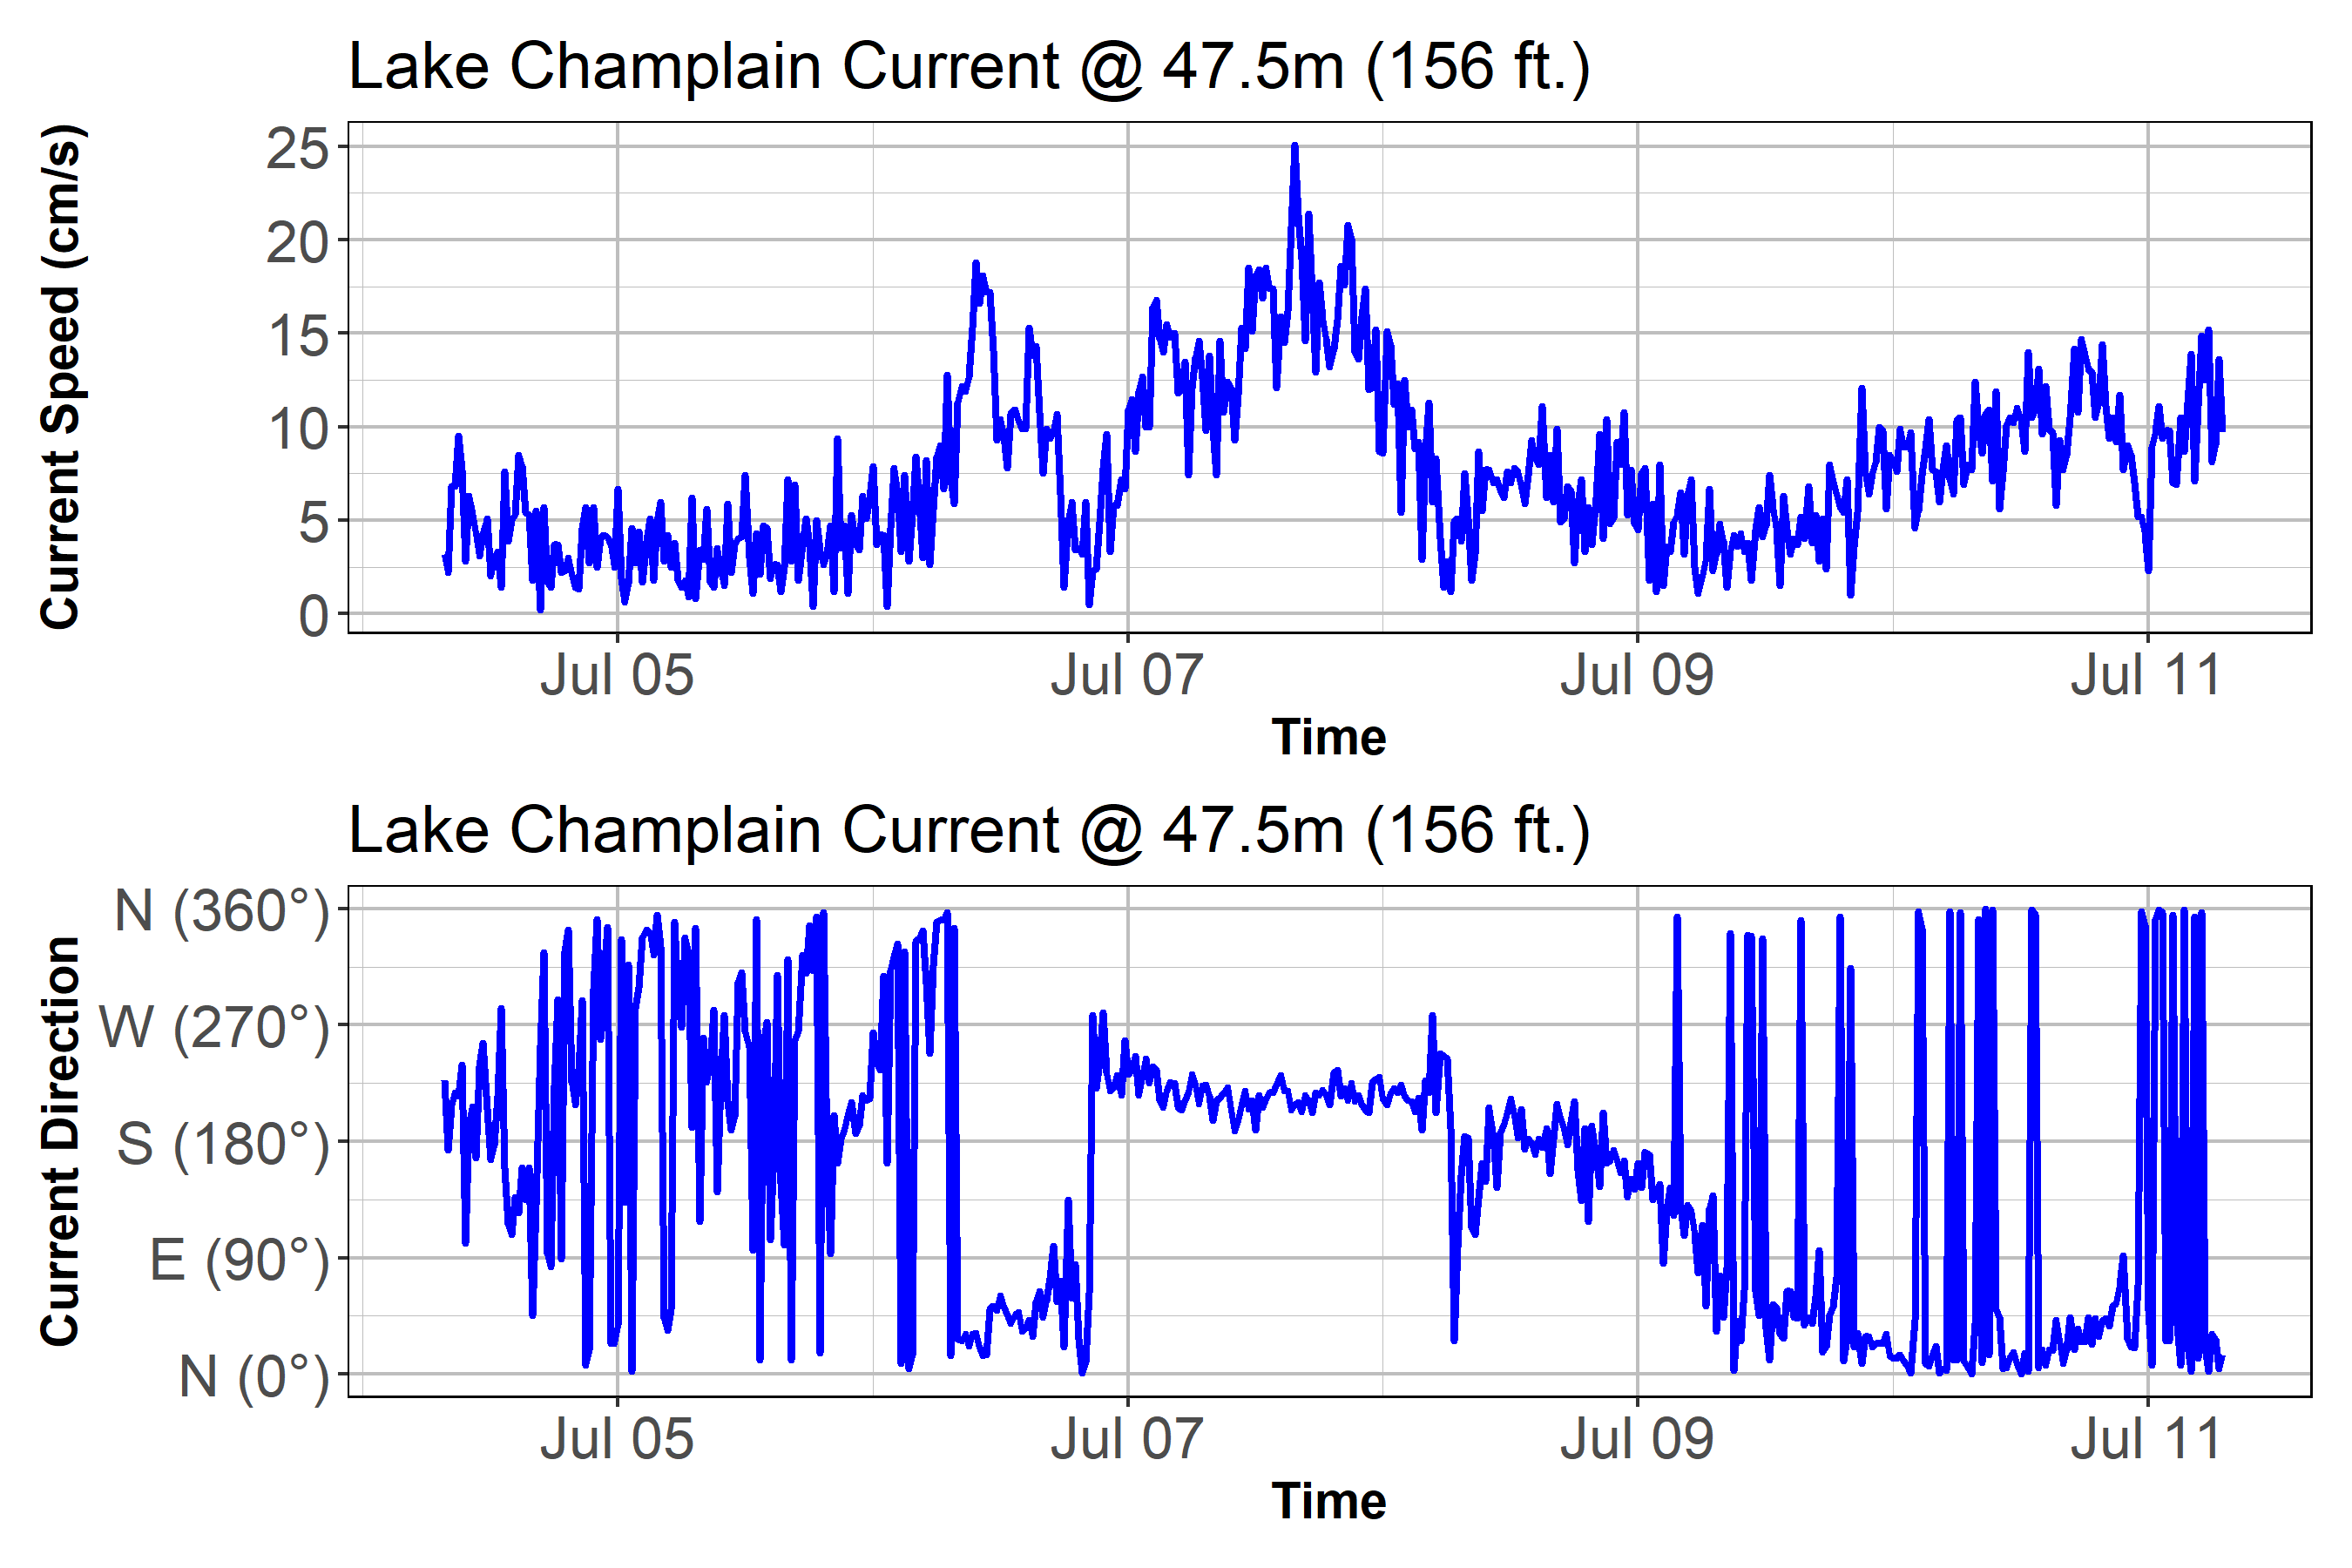 Lake Champlain Current @ 47.5m (156 ft.)
Current Speed (cm/s)
25
20
15
10
5
0
Jul 05 Jul 07 Jul 09 Jul 11
Time
Lake Champlain Current @ 47.5m (156 ft.)
Current Direction
N (360°)
W (270°)
S (180°)
E (90°)
N (0°)
Jul 05 Jul 07 Jul 09 Jul 11
Time